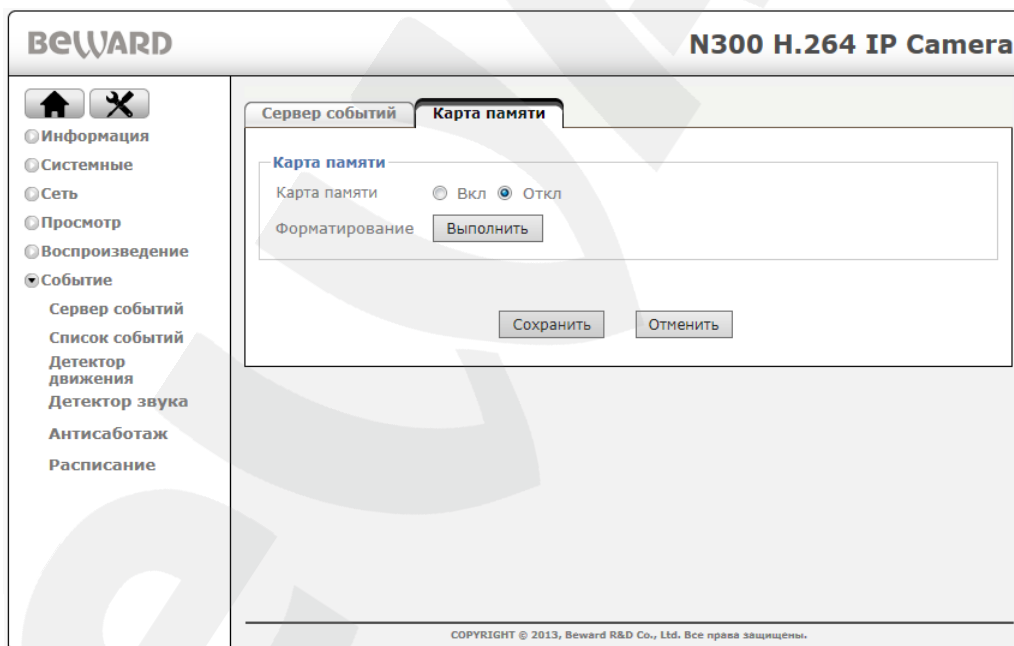 BEWARD
N300 H.264 IP Camera
Информация
Системные
Сеть
Просмотр
Воспроизведение
Событие
Сервер событий
Список событий
Детектор
движения
Детектор звука
Антисаботаж
Расписание
Сервер событий
Карта памяти
Карта памяти
Карта памяти Вкл Откл
Форматирование Выполнить
Сохранить Отменить
COPYRIGHT © 2013, Beward R&D Co., Ltd. Все права защищены.